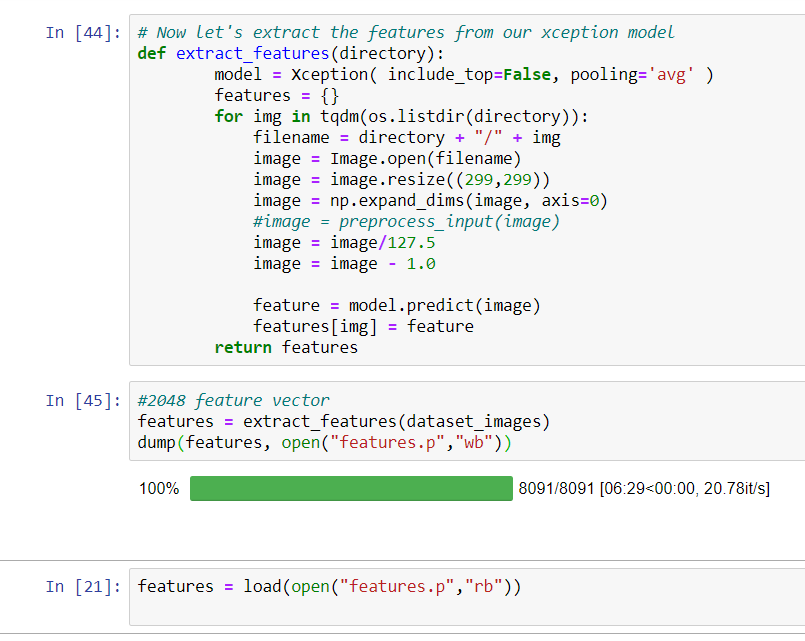 In [44]: # Now let's extract the features from our xception model
def extract_features(directory):
        model = Xception( include_top=False, pooling='avg' )
        features = {}
        for img in tqdm(os.listdir(directory)):
            filename = directory + "/" + img
            image = Image.open(filename)
            image = image.resize((299,299))
            image = np.expand_dims(image, axis=0)
            #image = preprocess_input(image)
            image = image/127.5
            image = image - 1.0

            feature = model.predict(image)
            features[img] = feature
        return features
In [45]: #2048 feature vector
features = extract_features(dataset_images)
dump(features, open("features.p","wb"))
100% 8091/8091 [06:29<00:00, 20.78it/s]
In [21]: features = load(open("features.p","rb"))